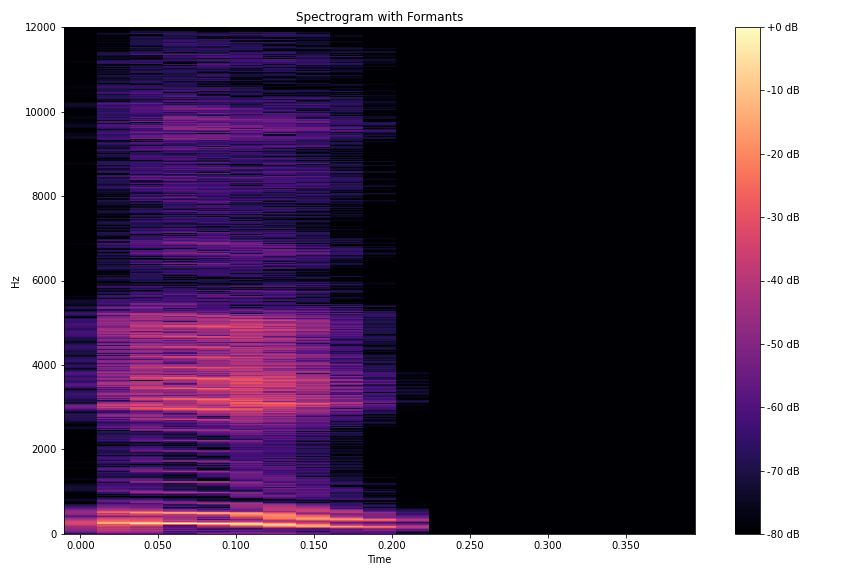 Spectrogram with Formants
12000
10000
8000
6000
4000
2000
0
Hz
0.000 0.050 0.100 0.150 0.200 0.250 0.300 0.350
Time
+0 dB
-10 dB
-20 dB
-30 dB
-40 dB
-50 dB
-60 dB
-70 dB
-80 dB